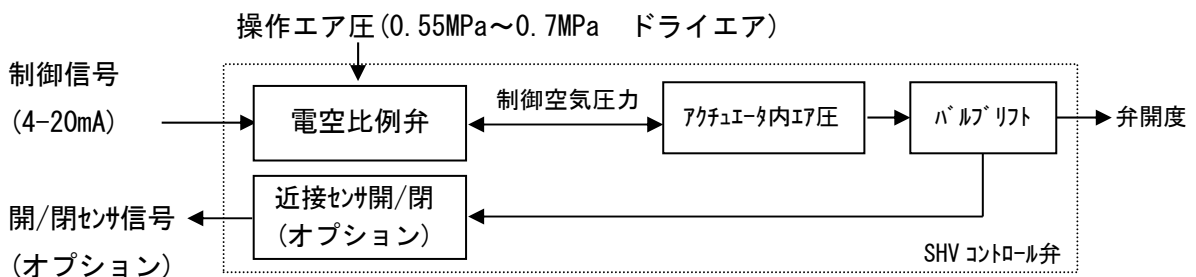 操作エア圧(0.55MPa～0.7MPa　ドライエア)
制御信号
(4-20mA)
電空比例弁
制御空気圧力
ｱｸﾁｭｴｰﾀ内エア圧
ﾊﾞﾙﾌﾞﾘﾌﾄ
弁開度
近接ｾﾝｻ開/閉
(オプション)
開/閉ｾﾝｻ信号
(オプション)
SHV ｺﾝﾄﾛｰﾙ弁